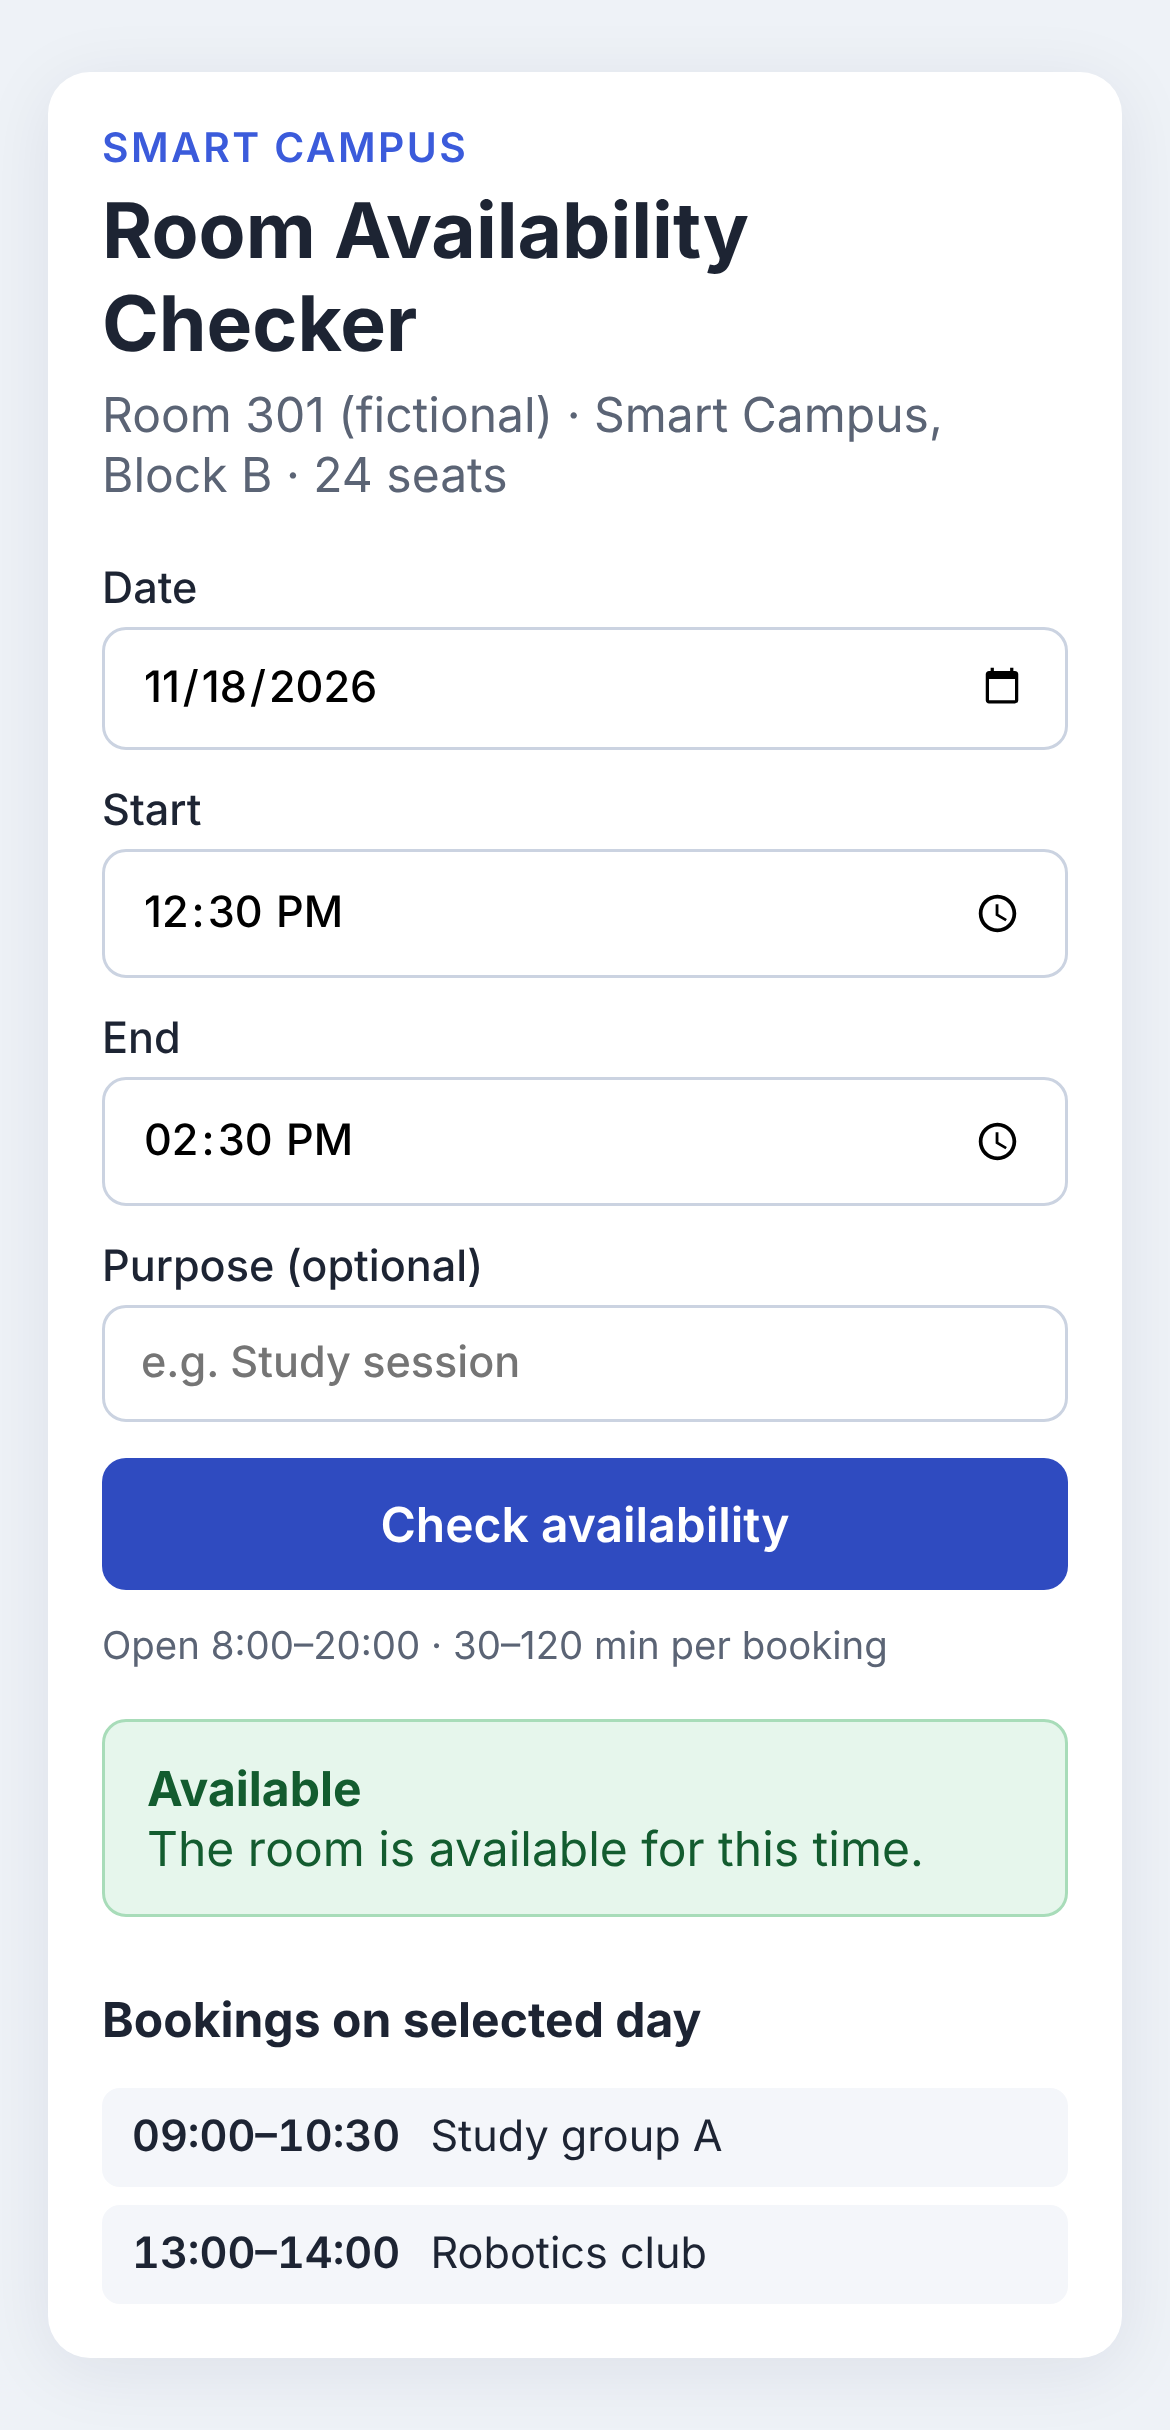 SMART CAMPUS
Room Availability
Checker
Room 301 (fictional) · Smart Campus,
Block B · 24 seats
Date
11/18/2026
Start
12:30 PM
End
02:30 PM
Purpose (optional)
e.g. Study session
Check availability
Open 8:00–20:00 · 30–120 min per booking
Available
The room is available for this time.
Bookings on selected day
09:00–10:30 Study group A
13:00–14:00 Robotics club